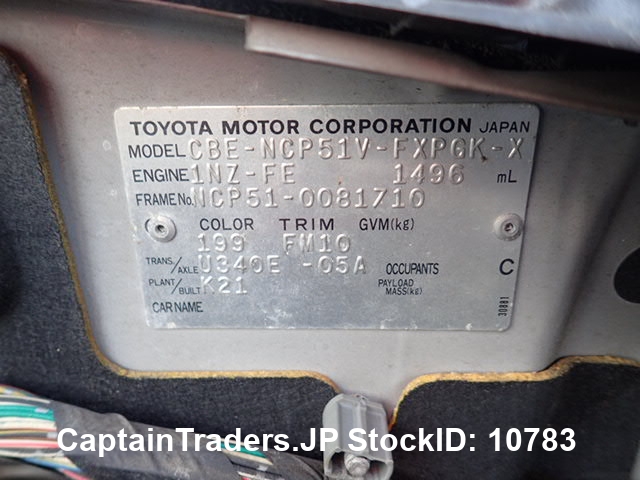 TOYOTA MOTOR CORPORATION JAPAN
MODEL CBE-NCP51V-FXPGK-X
ENGINE 1NZ-FE 1496 mL
FRAME No. NCP51-0081710
COLOR TRIM GVM(kg)
199 FM10
TRANS./AXLE U340E -05A OCCUPANTS C
PLANT/BUILT K21 PAYLOAD MASS(kg)
CAR NAME
30881
CaptainTraders.JP StockID: 10783